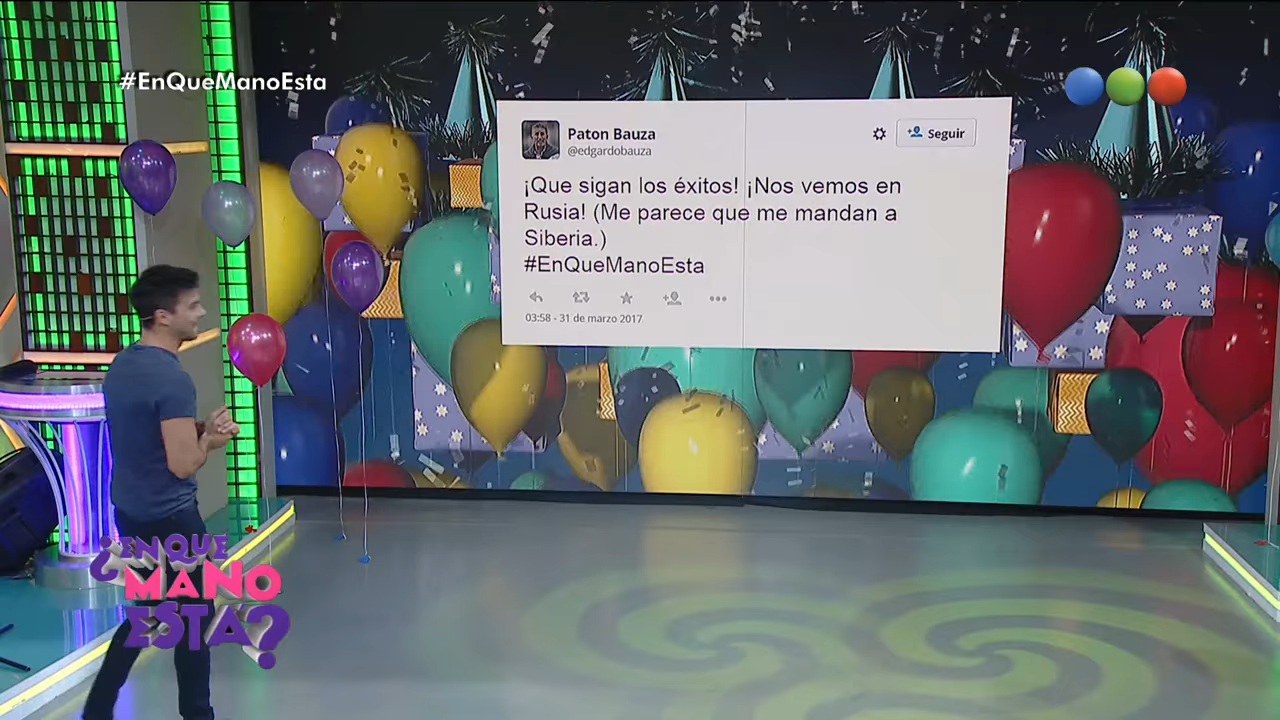 #EnQueManoEsta
Paton Bauza
@edgardobauza
Seguir
¡Que sigan los éxitos! ¡Nos vemos en
Rusia! (Me parece que me mandan a
Siberia.)
#EnQueManoEsta
03:58 - 31 de marzo 2017
¿EN QUE
MANO
ESTA?